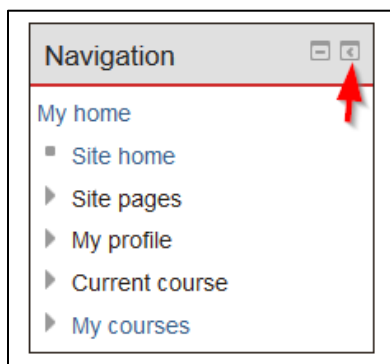 Navigation
My home
Site home
Site pages
My profile
Current course
My courses